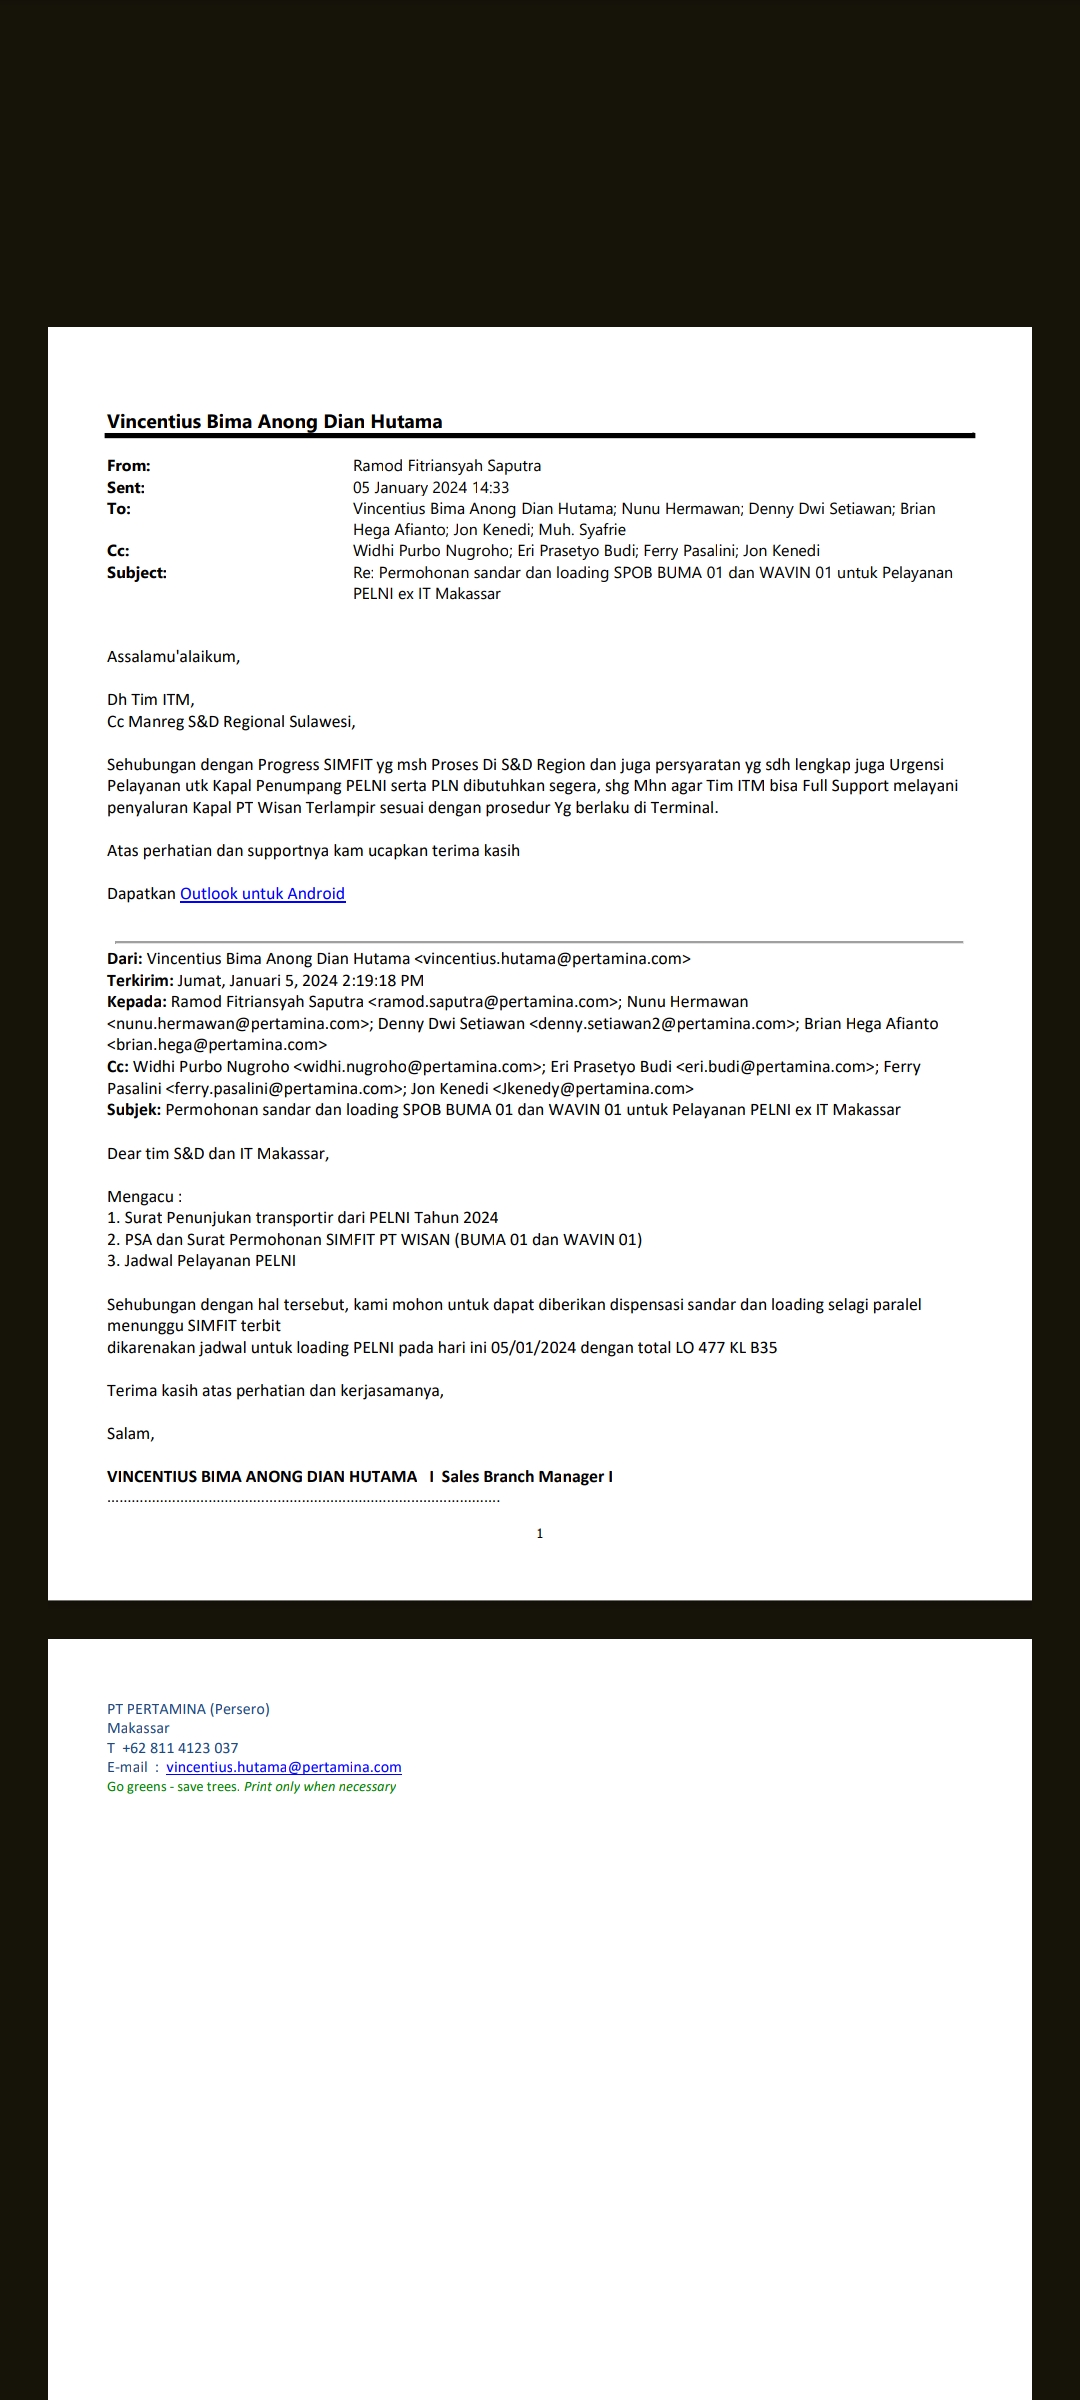 Vincentius Bima Anong Dian Hutama
From: Ramod Fitriansyah Saputra
Sent: 05 January 2024 14:33
To: Vincentius Bima Anong Dian Hutama; Nunu Hermawan; Denny Dwi Setiawan; Brian
Hega Afianto; Jon Kenedi; Muh. Syafrie
Cc: Widhi Purbo Nugroho; Eri Prasetyo Budi; Ferry Pasalini; Jon Kenedi
Subject: Re: Permohonan sandar dan loading SPOB BUMA 01 dan WAVIN 01 untuk Pelayanan
PELNI ex IT Makassar
Assalamu'alaikum,
Dh Tim ITM,
Cc Manreg S&D Regional Sulawesi,
Sehubungan dengan Progress SIMFIT yg msh Proses Di S&D Region dan juga persyaratan yg sdh lengkap juga Urgensi
Pelayanan utk Kapal Penumpang PELNI serta PLN dibutuhkan segera, shg Mhn agar Tim ITM bisa Full Support melayani
penyaluran Kapal PT Wisan Terlampir sesuai dengan prosedur Yg berlaku di Terminal.
Atas perhatian dan supportnya kam ucapkan terima kasih
Dapatkan Outlook untuk Android
Dari: Vincentius Bima Anong Dian Hutama <vincentius.hutama@pertamina.com>
Terkirim: Jumat, Januari 5, 2024 2:19:18 PM
Kepada: Ramod Fitriansyah Saputra <ramod.saputra@pertamina.com>; Nunu Hermawan
<nunu.hermawan@pertamina.com>; Denny Dwi Setiawan <denny.setiawan2@pertamina.com>; Brian Hega Afianto
<brian.hega@pertamina.com>
Cc: Widhi Purbo Nugroho <widhi.nugroho@pertamina.com>; Eri Prasetyo Budi <eri.budi@pertamina.com>; Ferry
Pasalini <ferry.pasalini@pertamina.com>; Jon Kenedi <Jkenedy@pertamina.com>
Subjek: Permohonan sandar dan loading SPOB BUMA 01 dan WAVIN 01 untuk Pelayanan PELNI ex IT Makassar
Dear tim S&D dan IT Makassar,
Mengacu :
1. Surat Penunjukan transportir dari PELNI Tahun 2024
2. PSA dan Surat Permohonan SIMFIT PT WISAN (BUMA 01 dan WAVIN 01)
3. Jadwal Pelayanan PELNI
Sehubungan dengan hal tersebut, kami mohon untuk dapat diberikan dispensasi sandar dan loading selagi paralel
menunggu SIMFIT terbit
dikarenakan jadwal untuk loading PELNI pada hari ini 05/01/2024 dengan total LO 477 KL B35
Terima kasih atas perhatian dan kerjasamanya,
Salam,
VINCENTIUS BIMA ANONG DIAN HUTAMA I Sales Branch Manager I
................................................................................................
1
PT PERTAMINA (Persero)
Makassar
T +62 811 4123 037
E-mail : vincentius.hutama@pertamina.com
Go greens - save trees. Print only when necessary